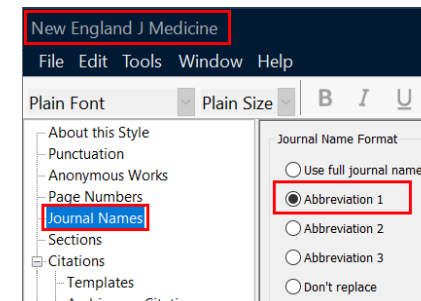 New England J Medicine
File Edit Tools Window Help
Plain Font Plain Size B I U
About this Style
Punctuation
Anonymous Works
Page Numbers
Journal Names
Sections
Citations
Templates
Journal Name Format
Use full journal name
Abbreviation 1
Abbreviation 2
Abbreviation 3
Don't replace